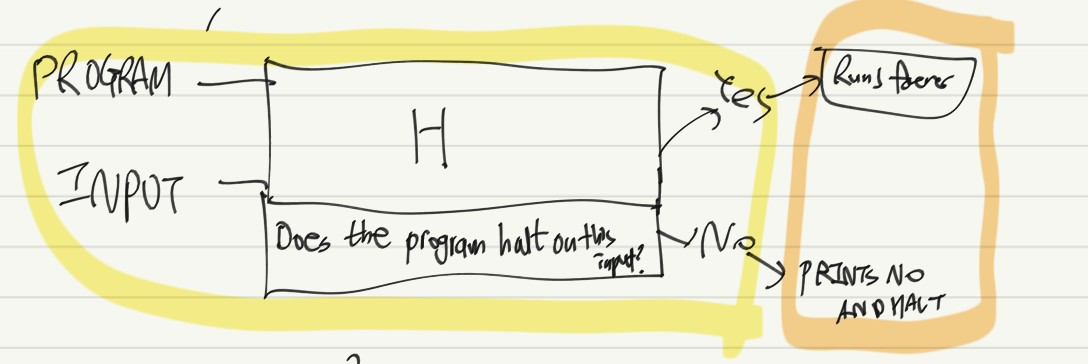 PROGRAM
H
Yes
Runs forever
INPUT
Does the program halt on this
input?
No
PRINTS NO
AND HALT